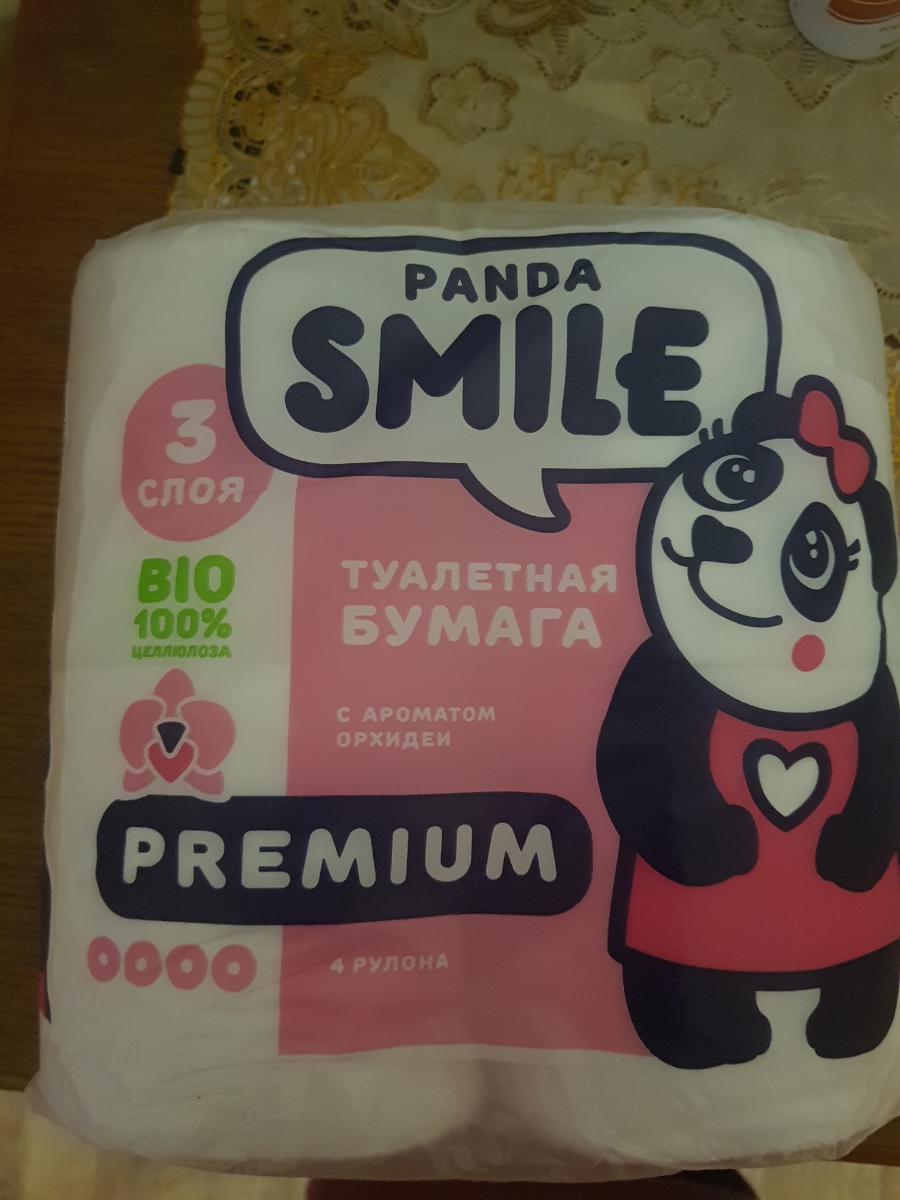 PANDA
SMILE
3
СЛОЯ
BIO
100%
ЦЕЛЛЮЛОЗА
ТУАЛЕТНАЯ
БУМАГА
С АРОМАТОМ
ОРХИДЕИ
PREMIUM
4 РУЛОНА